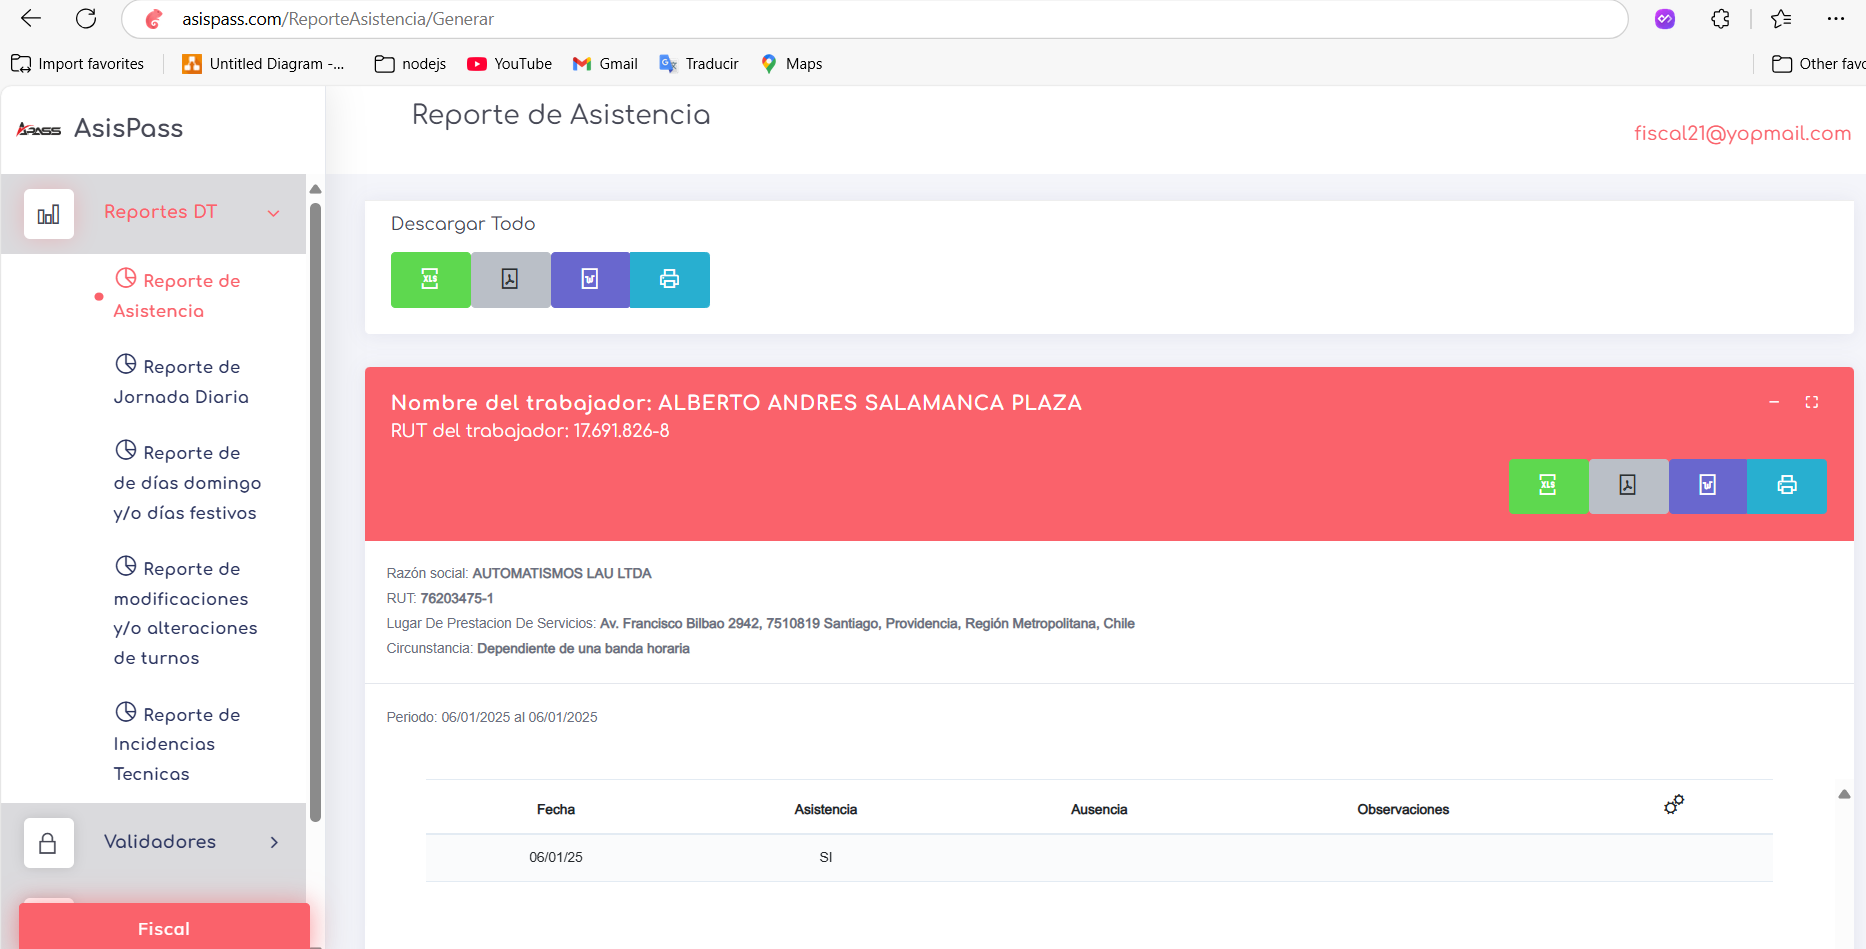 asispass.com/ReporteAsistencia/Generar
Import favorites
Untitled Diagram -...
nodejs
YouTube
Gmail
Traducir
Maps
Other favo
APASS AsisPass
Reporte de Asistencia
fiscal21@yopmail.com
Reportes DT
Reporte de
Asistencia
Reporte de
Jornada Diaria
Reporte de
de días domingo
y/o días festivos
Reporte de
modificaciones
y/o alteraciones
de turnos
Reporte de
Incidencias
Tecnicas
Validadores
Fiscal
Descargar Todo
XLS
Nombre del trabajador: ALBERTO ANDRES SALAMANCA PLAZA
RUT del trabajador: 17.691.826-8
XLS
Razón social: AUTOMATISMOS LAU LTDA
RUT: 76203475-1
Lugar De Prestacion De Servicios: Av. Francisco Bilbao 2942, 7510819 Santiago, Providencia, Región Metropolitana, Chile
Circunstancia: Dependiente de una banda horaria
Periodo: 06/01/2025 al 06/01/2025
Fecha Asistencia Ausencia Observaciones
06/01/25 SI